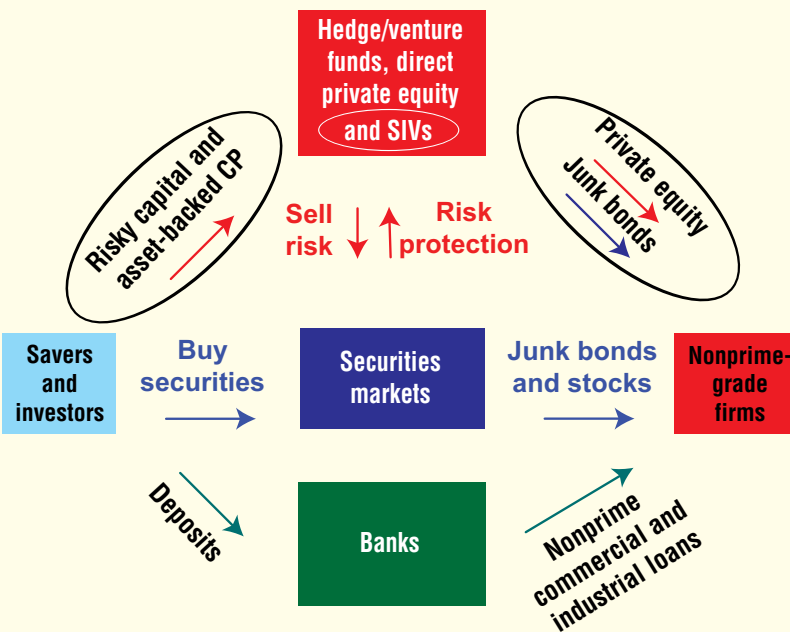 Hedge/venture
funds, direct
private equity
and SIVs
Risky capital and
asset-backed CP
Private equity
Junk bonds
Sell
risk
Risk
protection
Savers
and
investors
Buy
securities
Securities
markets
Junk bonds
and stocks
Nonprime-
grade
firms
Deposits
Banks
Nonprime
commercial and
industrial loans